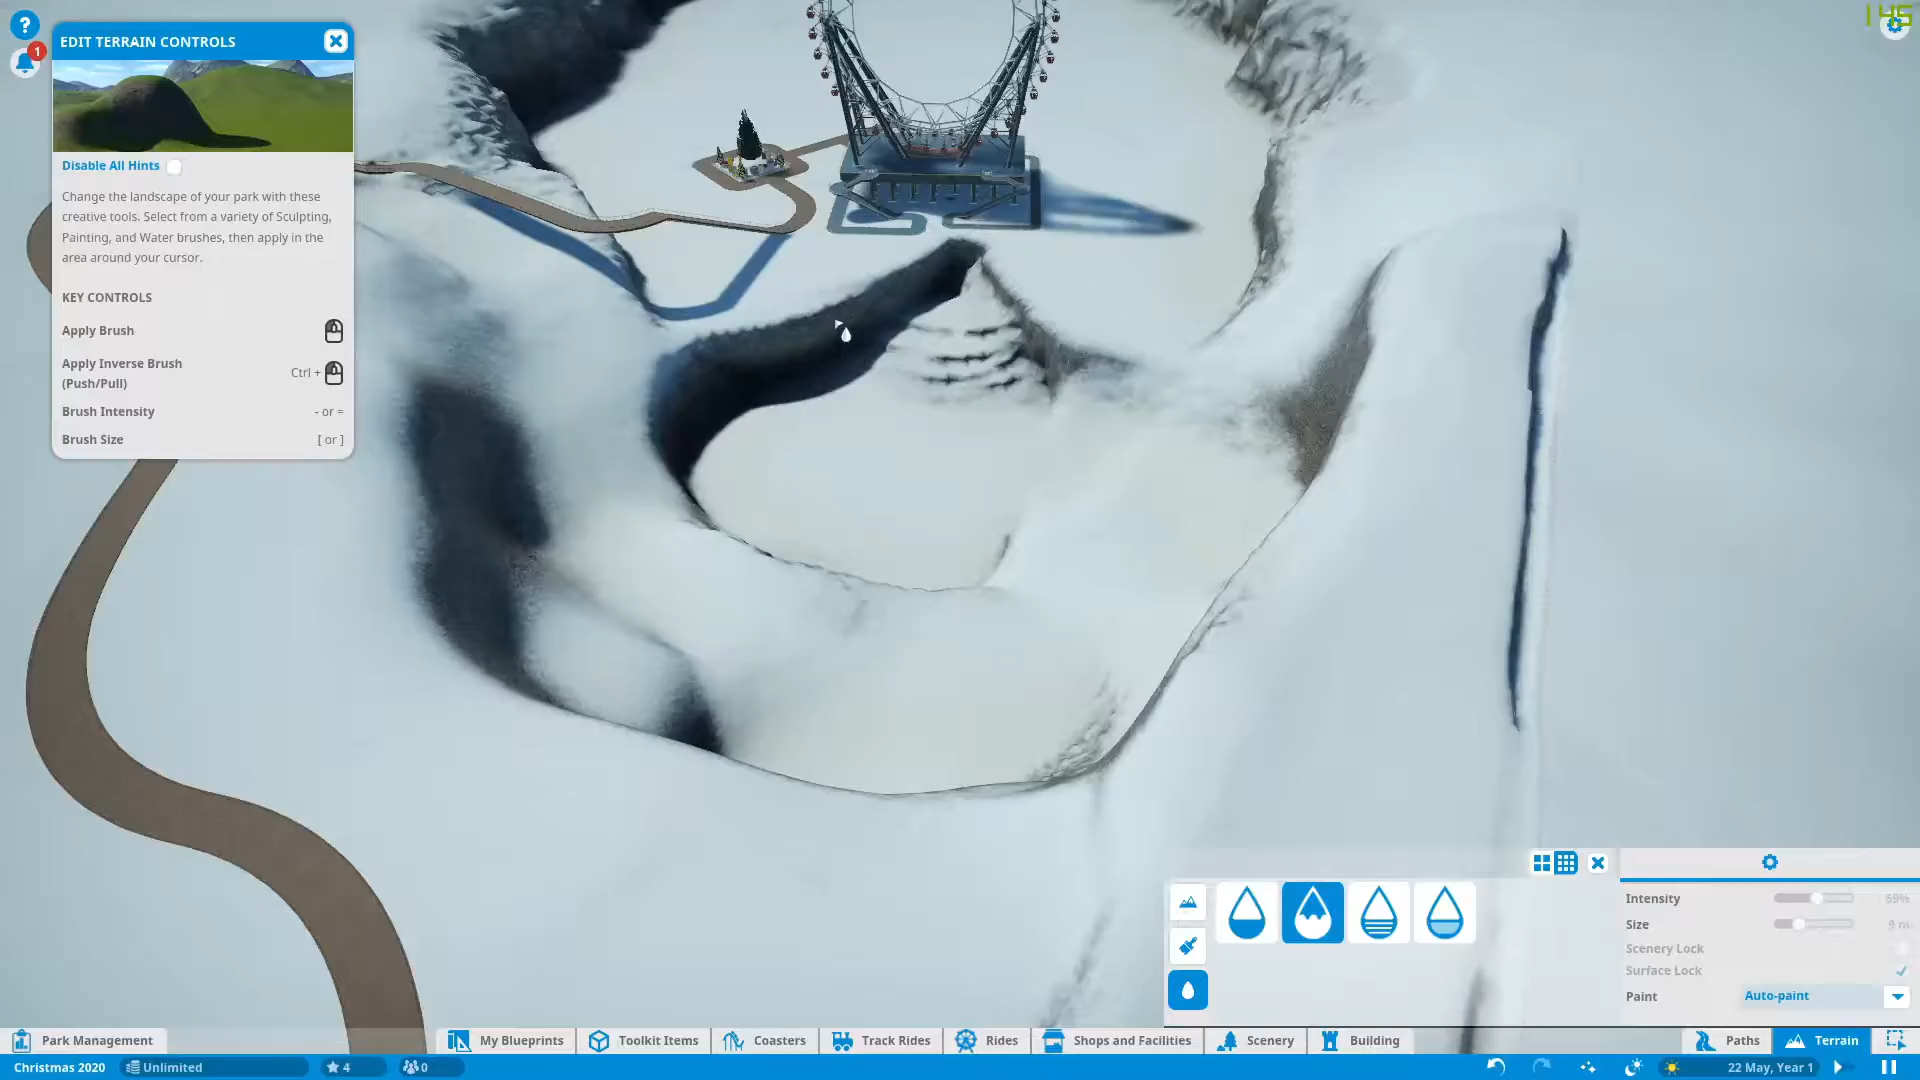 145
?
1
EDIT TERRAIN CONTROLS
Disable All Hints
Change the landscape of your park with these
creative tools. Select from a variety of Sculpting,
Painting, and Water brushes, then apply in the
area around your cursor.
KEY CONTROLS
Apply Brush
Apply Inverse Brush Ctrl +
(Push/Pull)
Brush Intensity - or =
Brush Size [ or ]
Intensity 59%
Size 9 m
Scenery Lock
Surface Lock
Paint Auto-paint
Park Management My Blueprints Toolkit Items Coasters Track Rides Rides Shops and Facilities Scenery Building Paths Terrain
Christmas 2020 Unlimited 4 0 22 May, Year 1